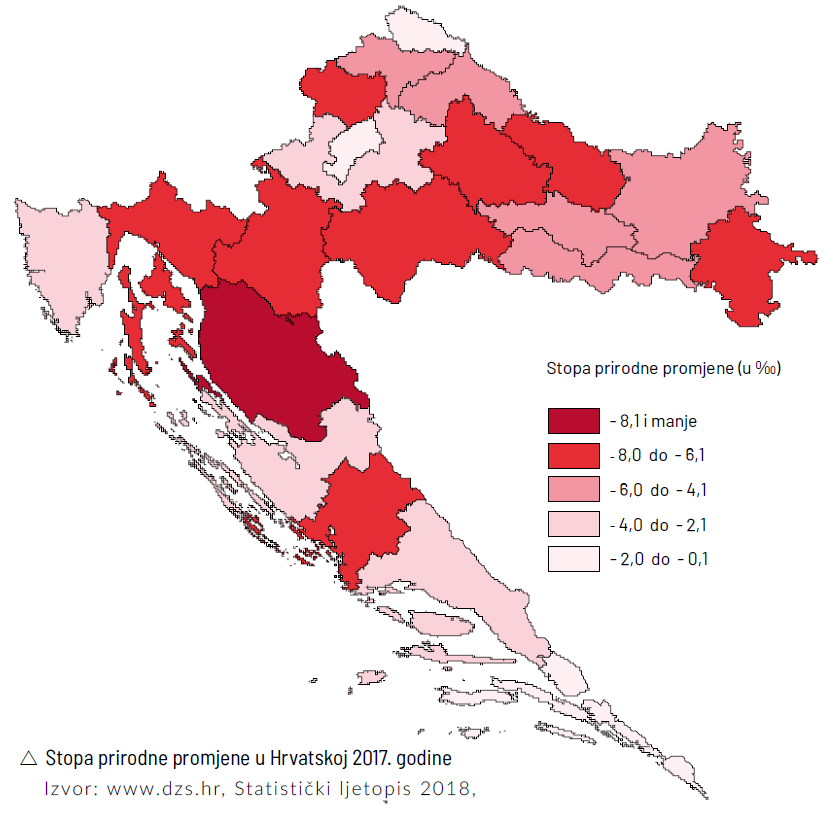 Stopa prirodne promjene (u ‰)
- 8,1 i manje
- 8,0 do - 6,1
- 6,0 do - 4,1
- 4,0 do - 2,1
- 2,0 do - 0,1
△ Stopa prirodne promjene u Hrvatskoj 2017. godine
Izvor: www.dzs.hr, Statistički ljetopis 2018,